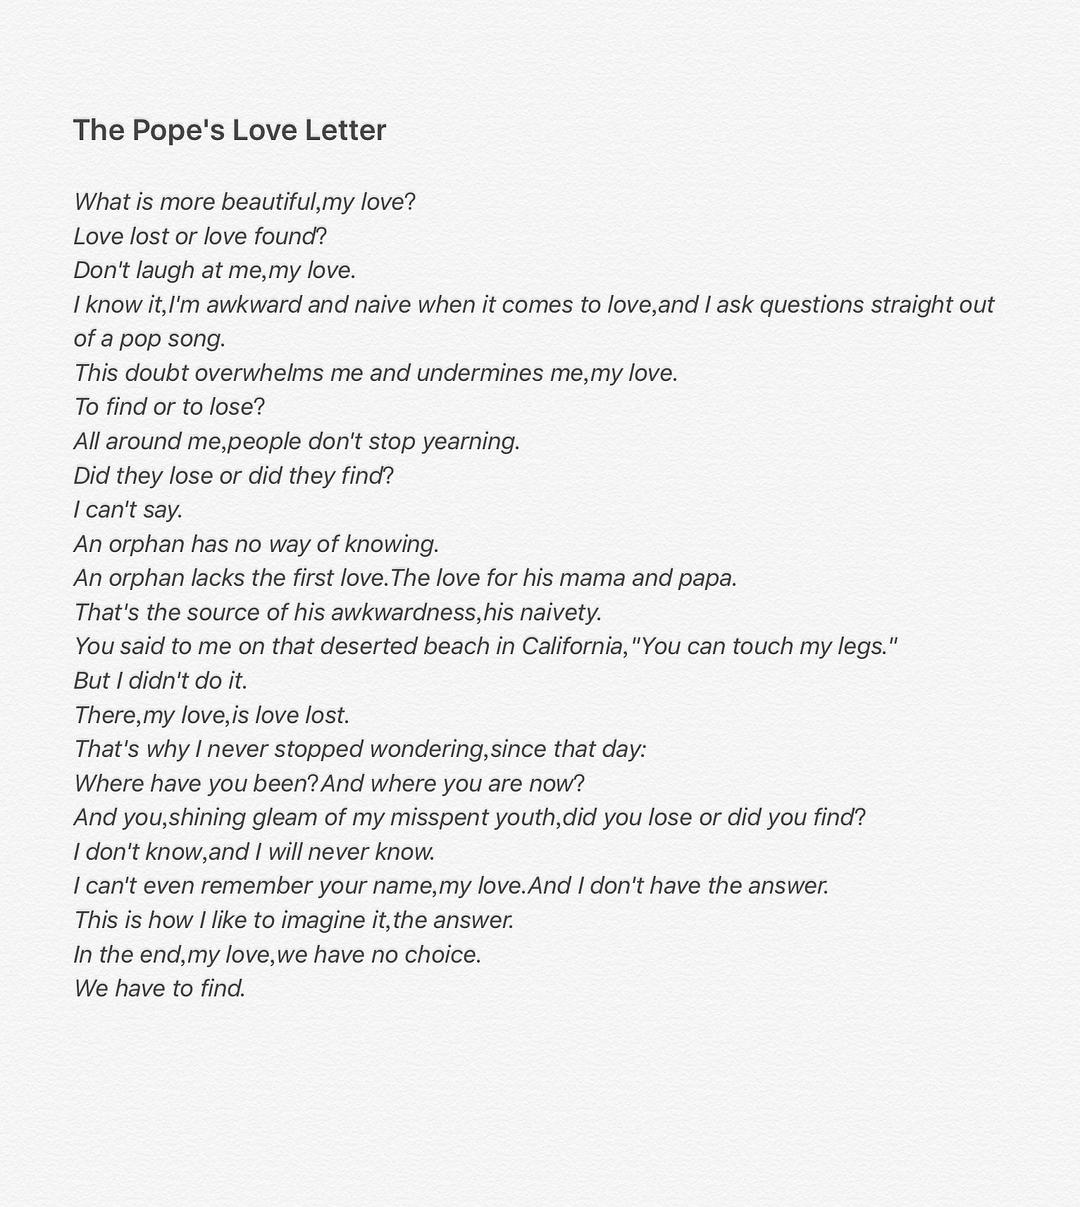 The Pope's Love Letter
What is more beautiful,my love?
Love lost or love found?
Don't laugh at me,my love.
I know it,I'm awkward and naive when it comes to love,and I ask questions straight out
of a pop song.
This doubt overwhelms me and undermines me,my love.
To find or to lose?
All around me,people don't stop yearning.
Did they lose or did they find?
I can't say.
An orphan has no way of knowing.
An orphan lacks the first love.The love for his mama and papa.
That's the source of his awkwardness,his naivety.
You said to me on that deserted beach in California,"You can touch my legs."
But I didn't do it.
There,my love,is love lost.
That's why I never stopped wondering,since that day:
Where have you been?And where you are now?
And you,shining gleam of my misspent youth,did you lose or did you find?
I don't know,and I will never know.
I can't even remember your name,my love.And I don't have the answer.
This is how I like to imagine it,the answer.
In the end,my love,we have no choice.
We have to find.